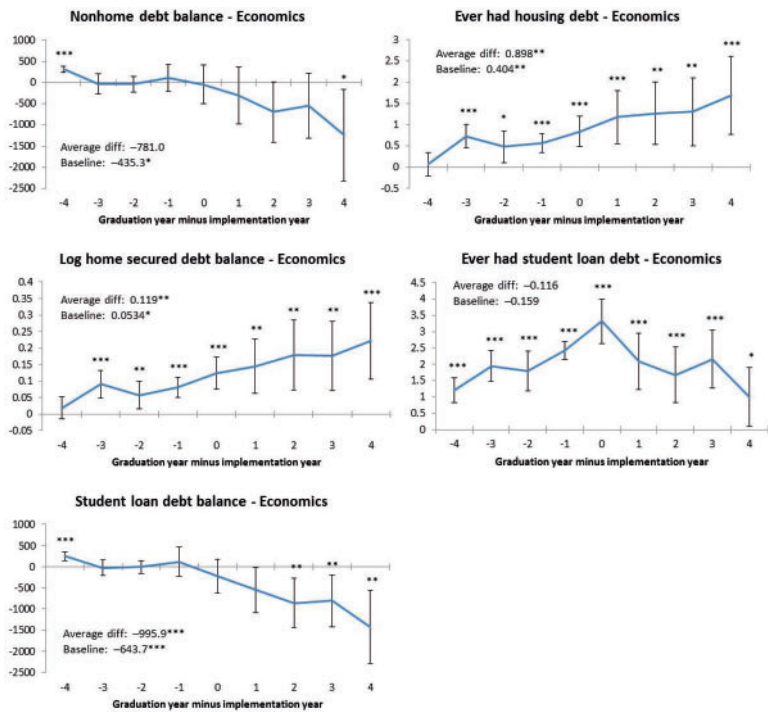 Nonhome debt balance - Economics
1000
***
*
500
0
-500
-1000
-1500
-2000
-2500
Average diff: −781.0
Baseline: −435.3*
-4 -3 -2 -1 0 1 2 3 4
Graduation year minus implementation year
Ever had housing debt - Economics
3
2.5
2
1.5
1
0.5
0
-0.5
Average diff: 0.898**
Baseline: 0.404**
*** * *** *** *** ** ** ***
-4 -3 -2 -1 0 1 2 3 4
Graduation year minus implementation year
Log home secured debt balance - Economics
0.4
0.35
0.3
0.25
0.2
0.15
0.1
0.05
0
-0.05
Average diff: 0.119**
Baseline: 0.0534*
*** ** *** *** ** ** ** ***
-4 -3 -2 -1 0 1 2 3 4
Graduation year minus implementation year
Ever had student loan debt - Economics
4.5
4
3.5
3
2.5
2
1.5
1
0.5
0
Average diff: −0.116
Baseline: −0.159
*** *** *** *** *** *** *** *** *
-4 -3 -2 -1 0 1 2 3 4
Graduation year minus implementation year
Student loan debt balance - Economics
1000
500
0
-500
-1000
-1500
-2000
-2500
*** ** ** **
Average diff: −995.9***
Baseline: −643.7***
-4 -3 -2 -1 0 1 2 3 4
Graduation year minus implementation year